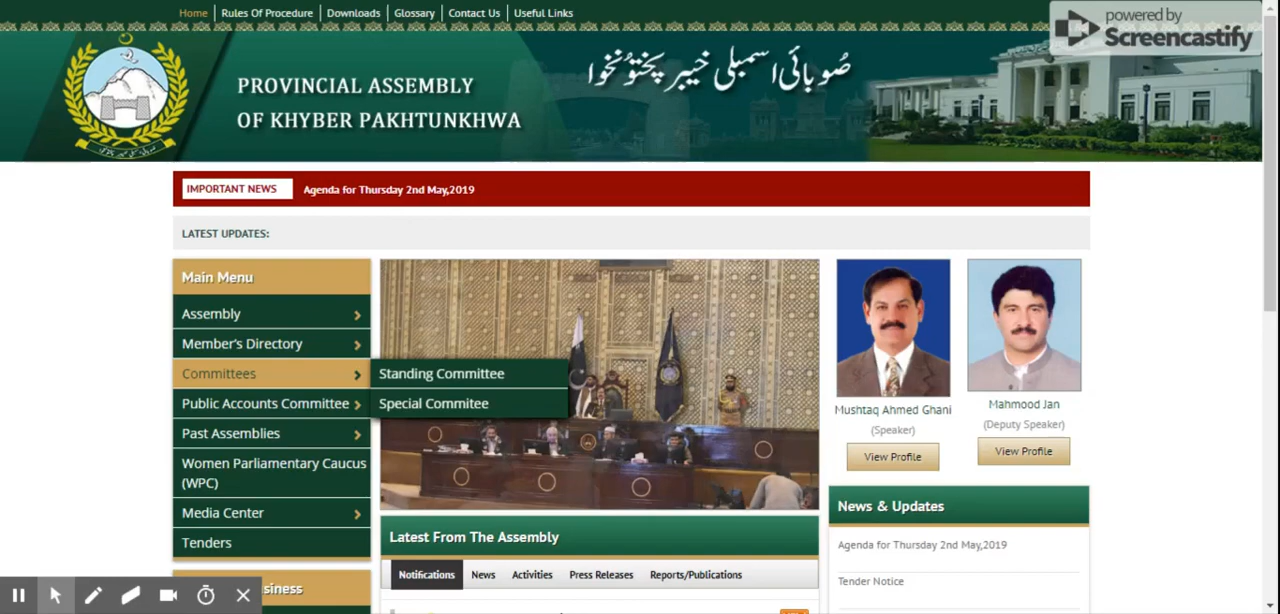 Home
Rules Of Procedure
Downloads
Glossary
Contact Us
Useful Links
powered by
Screencastify
PROVINCIAL ASSEMBLY
OF KHYBER PAKHTUNKHWA
صُوبائی اسمبلی خیبر پختونخوا
IMPORTANT NEWS
Agenda for Thursday 2nd May,2019
LATEST UPDATES:
Main Menu
Assembly
Member's Directory
Committees
Public Accounts Committee
Past Assemblies
Women Parliamentary Caucus
(WPC)
Media Center
Tenders
siness
Standing Committee
Special Commitee
Latest From The Assembly
Notifications
News
Activities
Press Releases
Reports/Publications
Mushtaq Ahmed Ghani
(Speaker)
View Profile
Mahmood Jan
(Deputy Speaker)
View Profile
News & Updates
Agenda for Thursday 2nd May,2019
Tender Notice